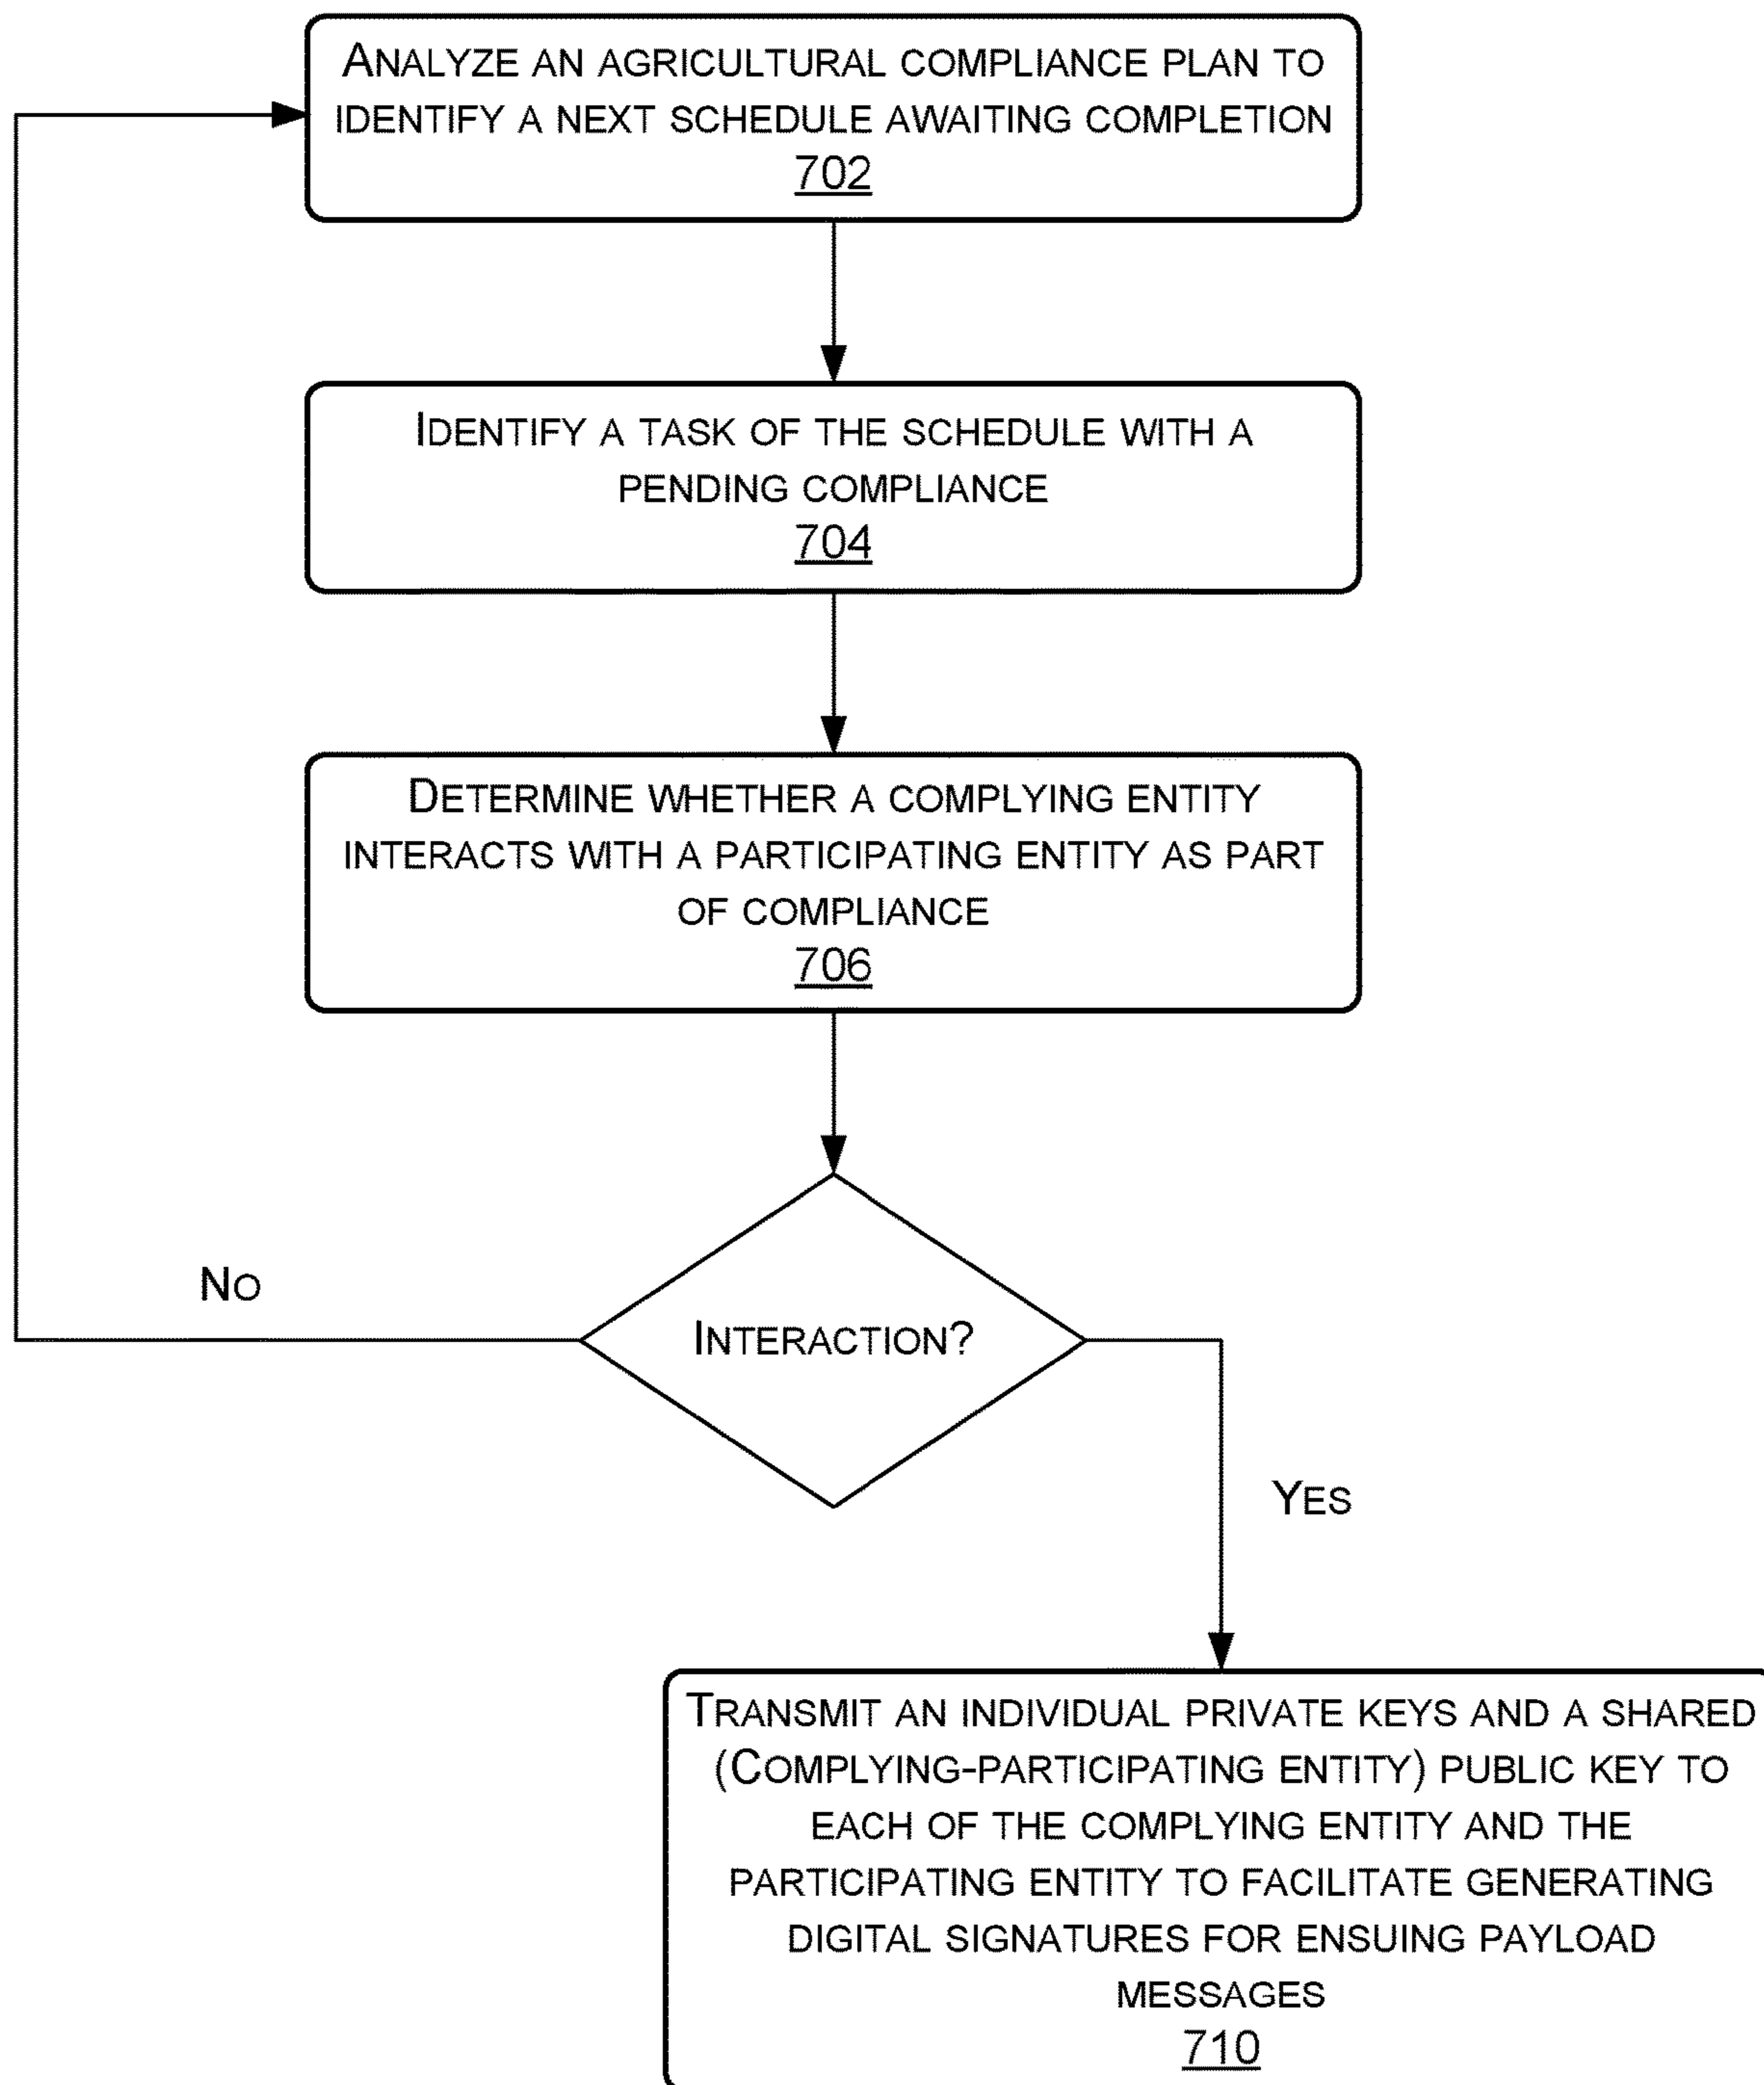 ANALYZE AN AGRICULTURAL COMPLIANCE PLAN TO
IDENTIFY A NEXT SCHEDULE AWAITING COMPLETION
702
IDENTIFY A TASK OF THE SCHEDULE WITH A
PENDING COMPLIANCE
704
DETERMINE WHETHER A COMPLYING ENTITY
INTERACTS WITH A PARTICIPATING ENTITY AS PART
OF COMPLIANCE
706
NO
INTERACTION?
YES
TRANSMIT AN INDIVIDUAL PRIVATE KEYS AND A SHARED
(COMPLYING-PARTICIPATING ENTITY) PUBLIC KEY TO
EACH OF THE COMPLYING ENTITY AND THE
PARTICIPATING ENTITY TO FACILITATE GENERATING
DIGITAL SIGNATURES FOR ENSUING PAYLOAD
MESSAGES
710